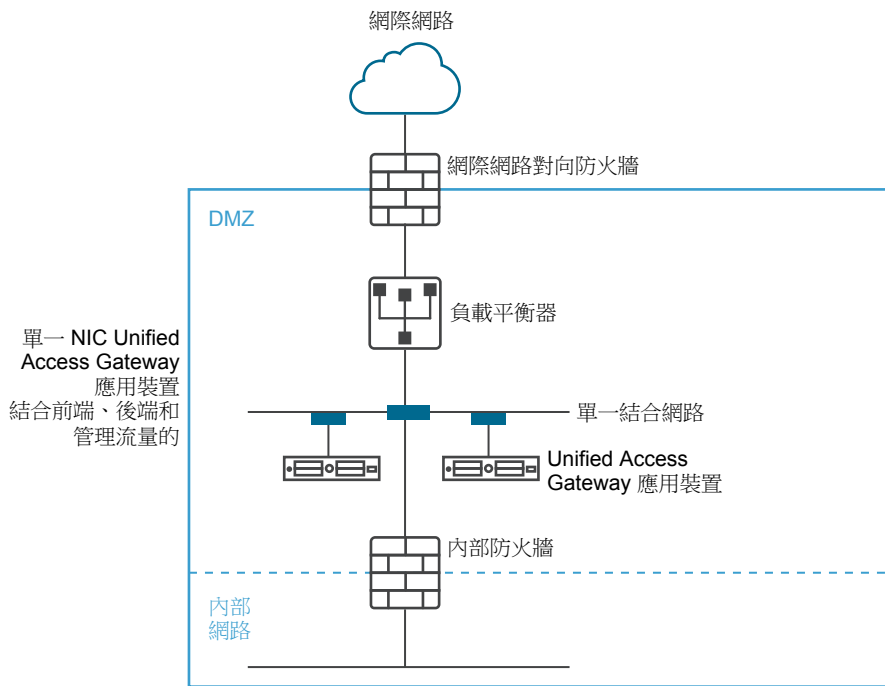 網際網路
網際網路對向防火牆
DMZ
負載平衡器
單一 NIC Unified
Access Gateway
應用裝置
結合前端、後端和
管理流量的
單一結合網路
Unified Access
Gateway 應用裝置
內部防火牆
內部
網路